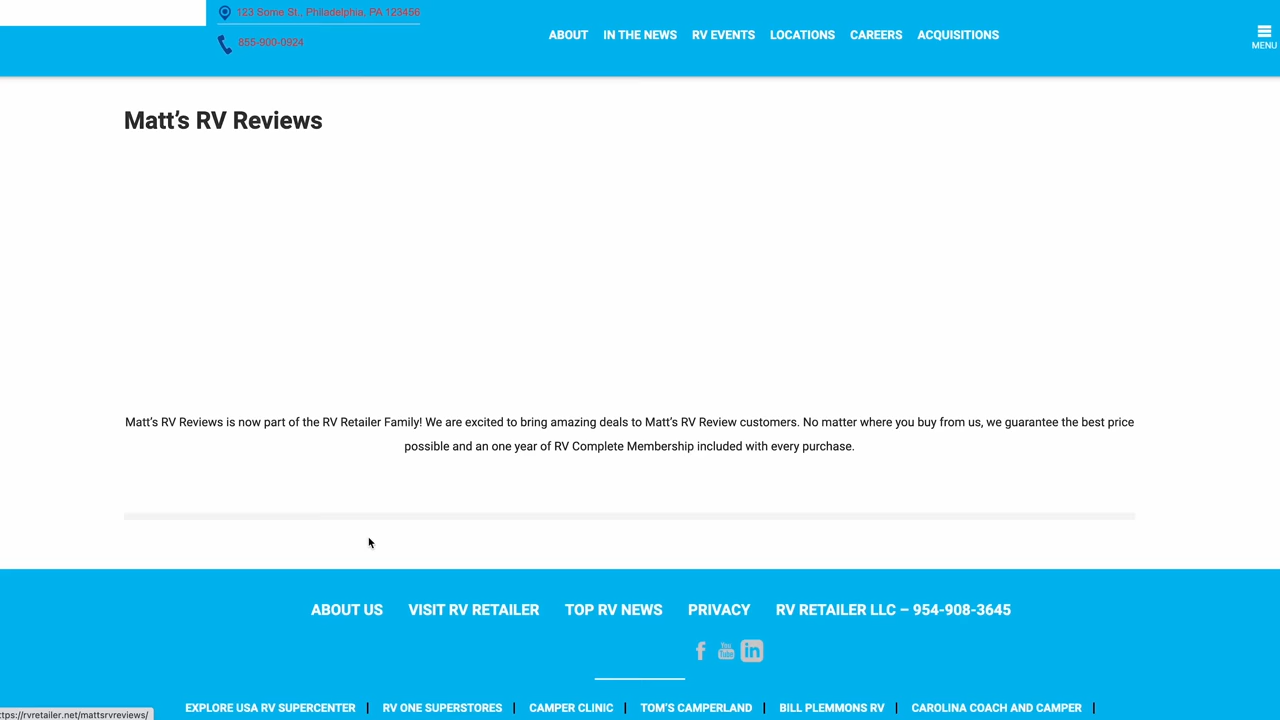 123 Some St., Philadelphia, PA 123456
855-900-0924
ABOUT IN THE NEWS RV EVENTS LOCATIONS CAREERS ACQUISITIONS
MENU
Matt’s RV Reviews
Matt’s RV Reviews is now part of the RV Retailer Family! We are excited to bring amazing deals to Matt’s RV Review customers. No matter where you buy from us, we guarantee the best price
possible and an one year of RV Complete Membership included with every purchase.
ABOUT US VISIT RV RETAILER TOP RV NEWS PRIVACY RV RETAILER LLC – 954-908-3645
f You Tube in
EXPLORE USA RV SUPERCENTER | RV ONE SUPERSTORES | CAMPER CLINIC | TOM’S CAMPERLAND | BILL PLEMMONS RV | CAROLINA COACH AND CAMPER |
ttps://rvretailer.net/mattsrvreviews/